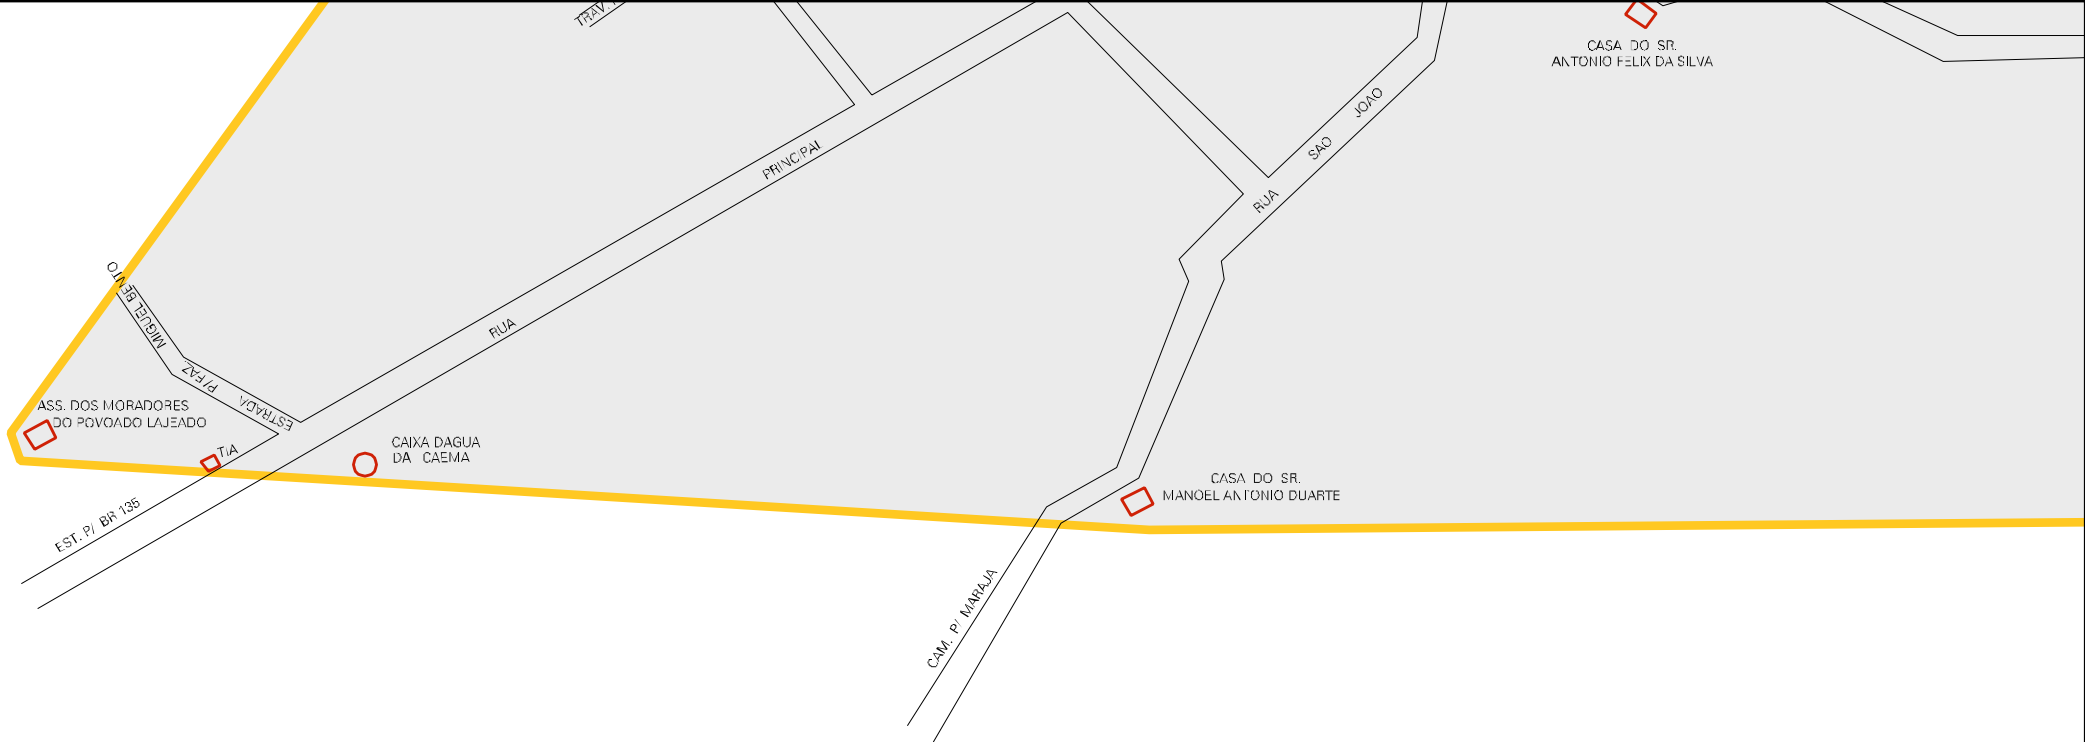 TRAV.
CASA DO SR.
ANTONIO FELIX DA SILVA
RUA SAO JOAO
RUA PRINCIPAL
ESTRADA P/ FAZ. MIGUEL BENTO
ASS. DOS MORADORES
DO POVOADO LAJEADO
TIA
CAIXA DAGUA
DA CAEMA
CASA DO SR.
MANOEL ANTONIO DUARTE
EST. P/ BR 135
CAM. P/ MARAJA